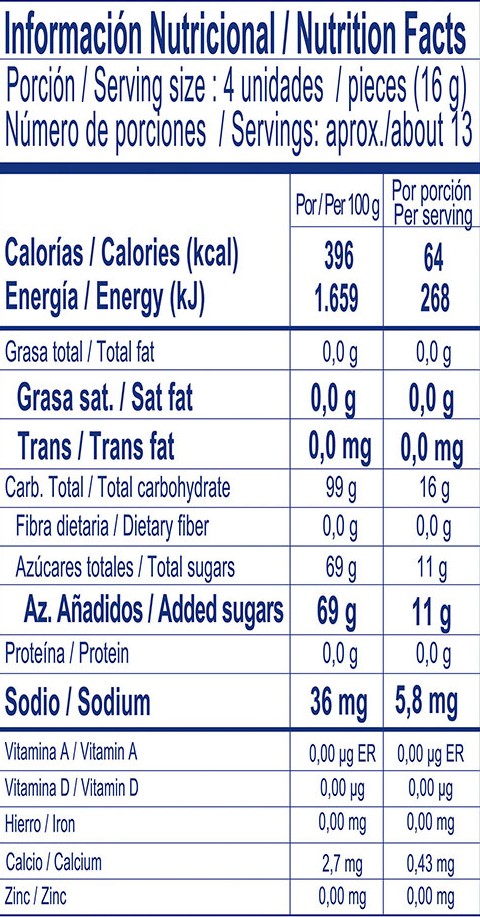 Información Nutricional / Nutrition Facts
Porción / Serving size : 4 unidades / pieces (16 g)
Número de porciones / Servings: aprox./about 13
Por / Per 100 g Por porción
Per serving
Calorías / Calories (kcal) 396 64
Energía / Energy (kJ) 1.659 268
Grasa total / Total fat 0,0 g 0,0 g
Grasa sat. / Sat fat 0,0 g 0,0 g
Trans / Trans fat 0,0 mg 0,0 mg
Carb. Total / Total carbohydrate 99 g 16 g
Fibra dietaria / Dietary fiber 0,0 g 0,0 g
Azúcares totales / Total sugars 69 g 11 g
Az. Añadidos / Added sugars 69 g 11 g
Proteína / Protein 0,0 g 0,0 g
Sodio / Sodium 36 mg 5,8 mg
Vitamina A / Vitamin A 0,00 µg ER 0,00 µg ER
Vitamina D / Vitamin D 0,00 µg 0,00 µg
Hierro / Iron 0,00 mg 0,00 mg
Calcio / Calcium 2,7 mg 0,43 mg
Zinc / Zinc 0,00 mg 0,00 mg